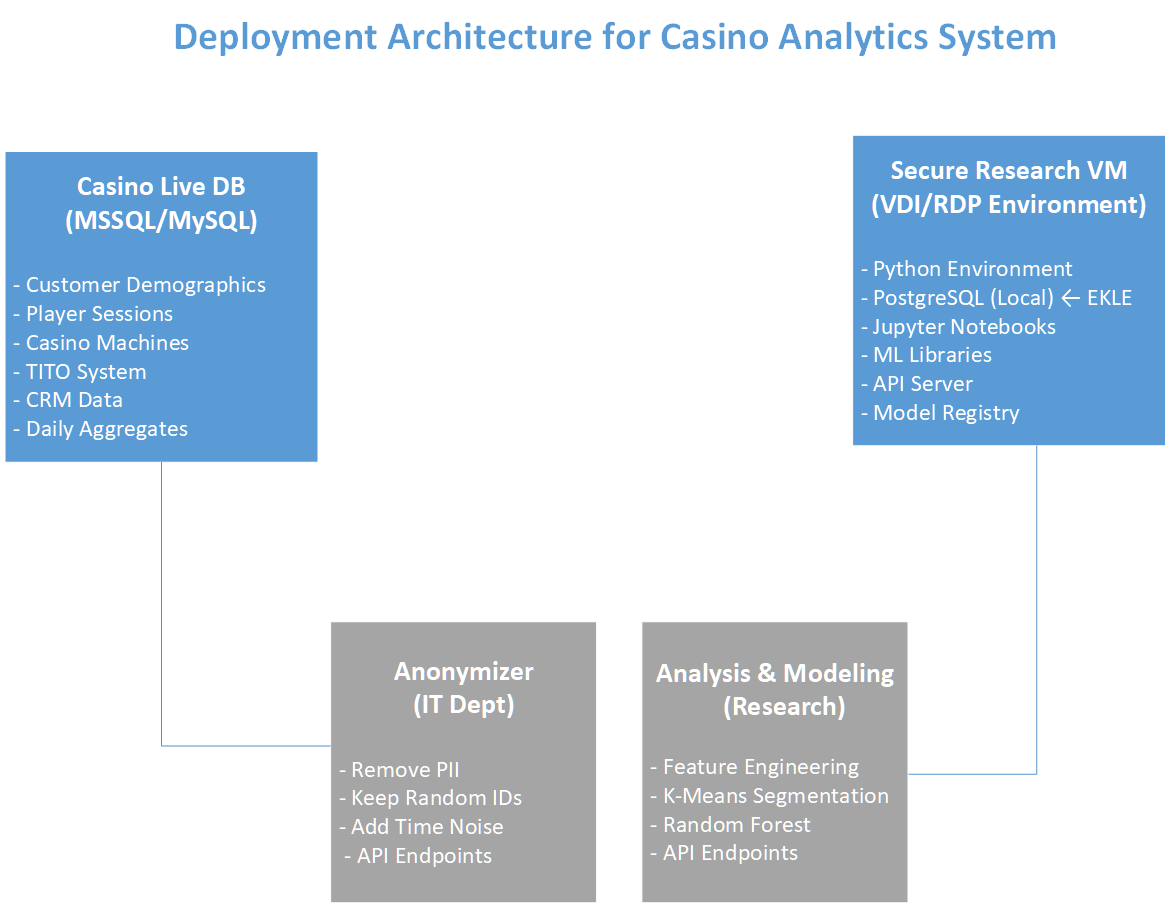 Deployment Architecture for Casino Analytics System
Casino Live DB
(MSSQL/MySQL)
- Customer Demographics
- Player Sessions
- Casino Machines
- TITO System
- CRM Data
- Daily Aggregates
Secure Research VM
(VDI/RDP Environment)
- Python Environment
- PostgreSQL (Local) ← EKLE
- Jupyter Notebooks
- ML Libraries
- API Server
- Model Registry
Anonymizer
(IT Dept)
- Remove PII
- Keep Random IDs
- Add Time Noise
- API Endpoints
Analysis & Modeling
(Research)
- Feature Engineering
- K-Means Segmentation
- Random Forest
- API Endpoints